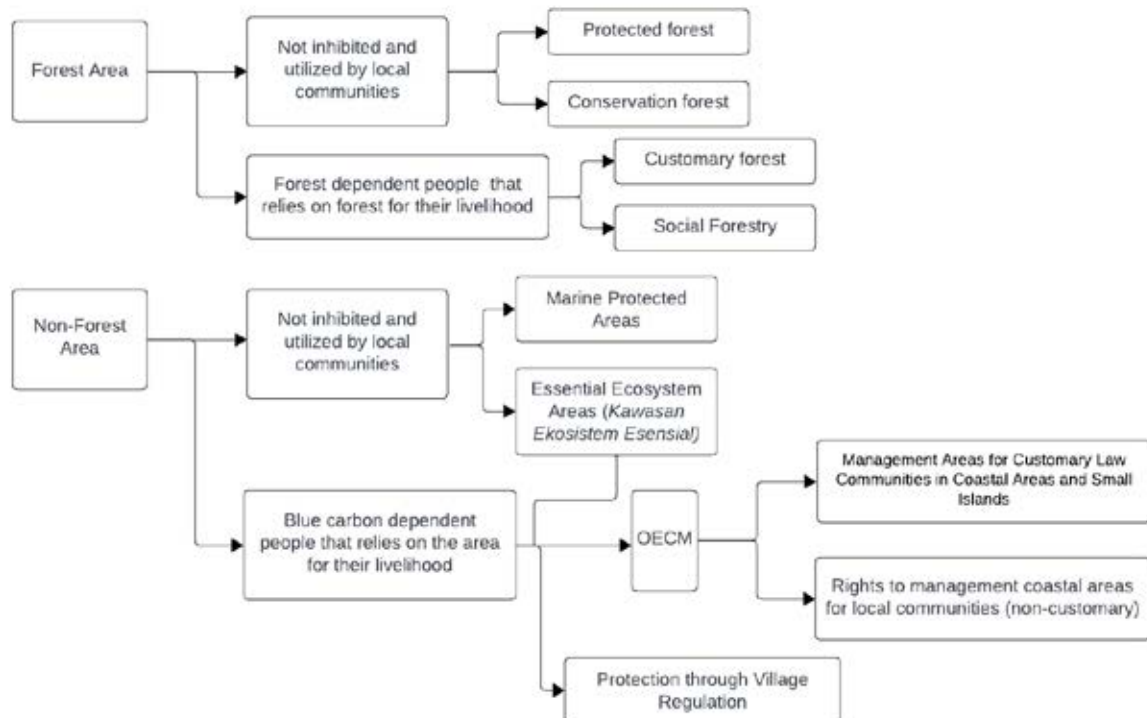 Protected forest
Forest Area
Not inhibited and
utilized by local
communities
Conservation forest
Customary forest
Forest dependent people that
relies on forest for their livelihood
Social Forestry
Non-Forest
Area
Not inhibited and
utilized by local
communities
Marine Protected
Areas
Essential Ecosystem
Areas (Kawasan
Ekosistem Esensial)
Management Areas for Customary Law
Communities in Coastal Areas and Small
Islands
Blue carbon dependent
people that relies on the area
for their livelihood
OECM
Rights to management coastal areas
for local communities (non-customary)
Protection through Village
Regulation